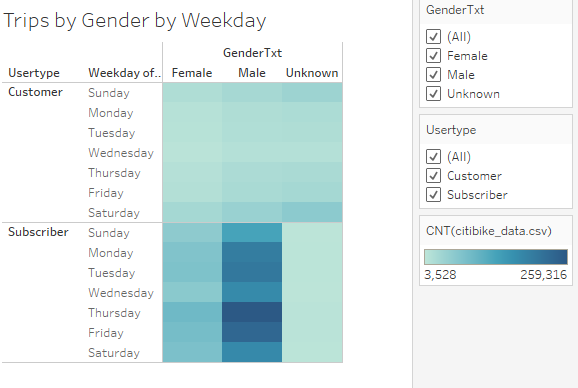 Trips by Gender by Weekday
GenderTxt
Usertype Weekday of.. Female Male Unknown
Customer Sunday
Monday
Tuesday
Wednesday
Thursday
Friday
Saturday
Subscriber Sunday
Monday
Tuesday
Wednesday
Thursday
Friday
Saturday
GenderTxt
(All)
Female
Male
Unknown
Usertype
(All)
Customer
Subscriber
CNT(citibike_data.csv)
3,528 259,316